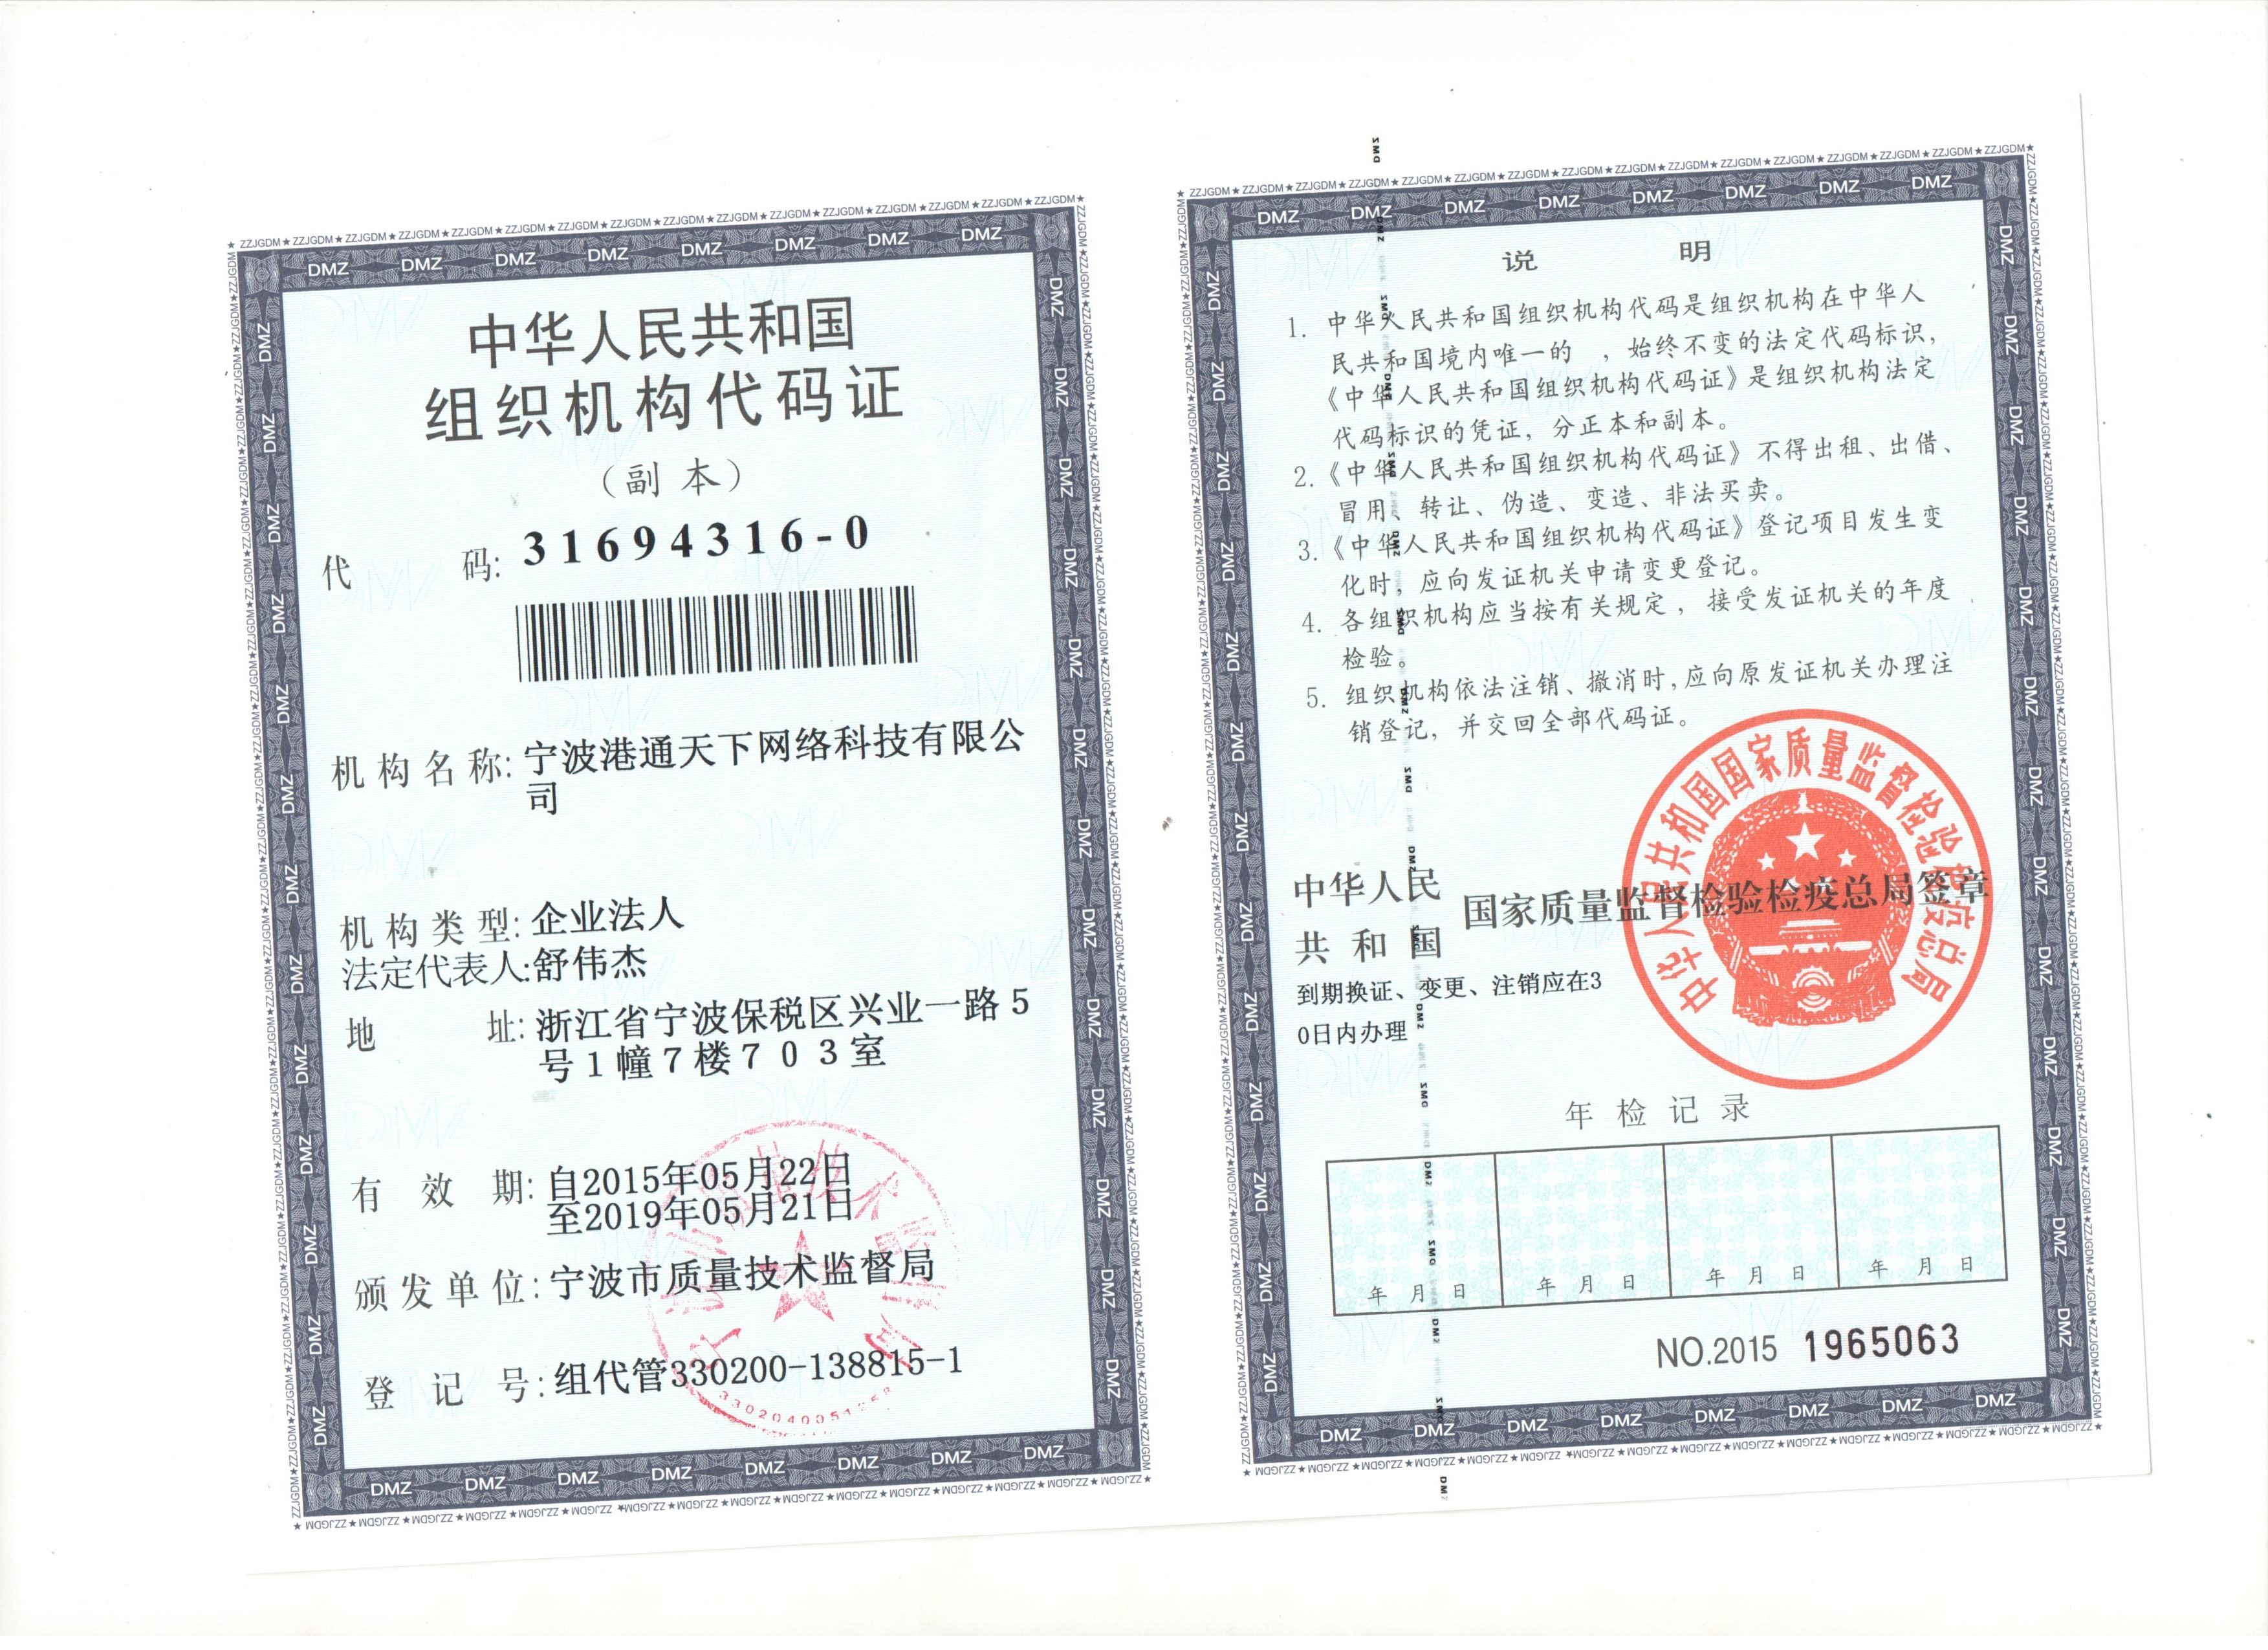 中华人民共和国
组织机构代码证
（副 本）
代 码: 31694316-0
机构名称: 宁波港通天下网络科技有限公
司
机构类型: 企业法人
法定代表人:舒伟杰
地 址: 浙江省宁波保税区兴业一路５
号１幢７楼７０３室
有 效 期: 自2015年05月22日
至2019年05月21日
颁发单位: 宁波市质量技术监督局
登 记 号: 组代管330200-138815-1
说 明
1. 中华人民共和国组织机构代码是组织机构在中华人
民共和国境内唯一的 ，始终不变的法定代码标识，
《中华人民共和国组织机构代码证》是组织机构法定
代码标识的凭证，分正本和副本。
2.《中华人民共和国组织机构代码证》不得出租、出借、
冒用、转让、伪造、变造、非法买卖。
3.《中华人民共和国组织机构代码证》登记项目发生变
化时，应向发证机关申请变更登记。
4. 各组织机构应当按有关规定，接受发证机关的年度
检验。
5. 组织机构依法注销、撤消时，应向原发证机关办理注
销登记，并交回全部代码证。
中华人民共和国国家质量监督检验检疫总局
中华人民
共 和 国
国家质量监督检验检疫总局签章
到期换证、变更、注销应在3
0日内办理
年检记录
年 月 日 年 月 日 年 月 日 年 月 日
NO.2015 1965063